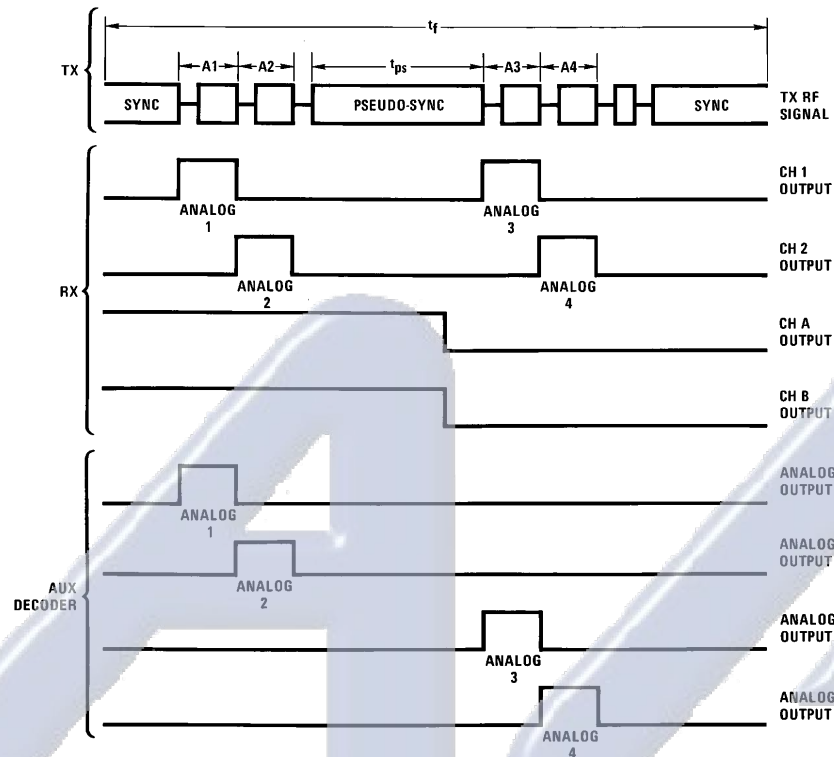 tf
A1 A2 tps A3 A4
TX
SYNC PSEUDO-SYNC SYNC
TX RF
SIGNAL
CH 1
OUTPUT
ANALOG
1
ANALOG
3
CH 2
OUTPUT
ANALOG
2
ANALOG
4
RX
CH A
OUTPUT
CH B
OUTPUT
ANALOG
OUTPUT
ANALOG
1
ANALOG
OUTPUT
ANALOG
2
AUX
DECODER
ANALOG
OUTPUT
ANALOG
3
ANALOG
OUTPUT
ANALOG
4